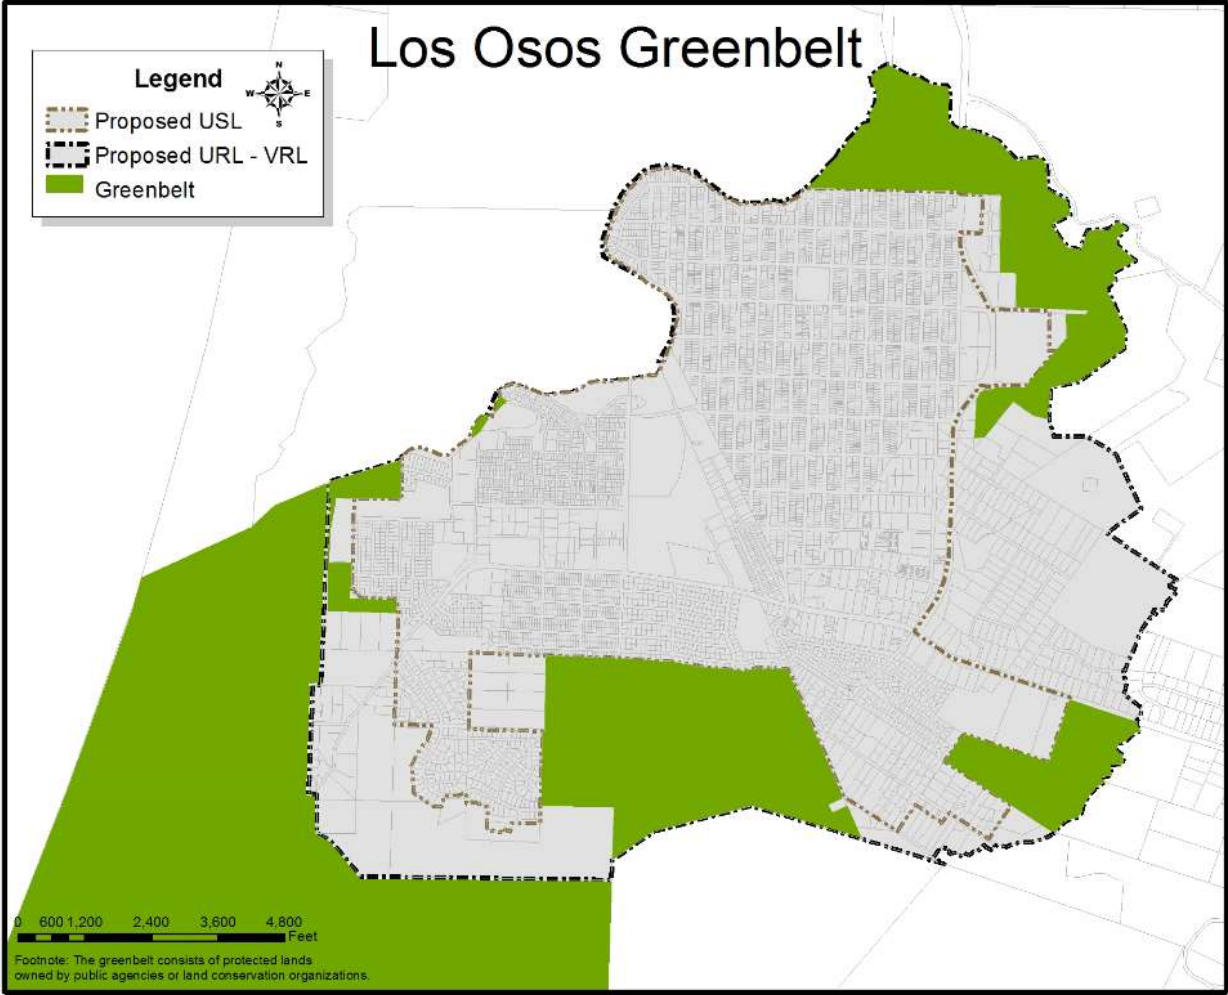 Los Osos Greenbelt
Legend
N
W E
S
Proposed USL
Proposed URL - VRL
Greenbelt
0 600 1,200 2,400 3,600 4,800
Feet
Footnote: The greenbelt consists of protected lands
owned by public agencies or land conservation organizations.